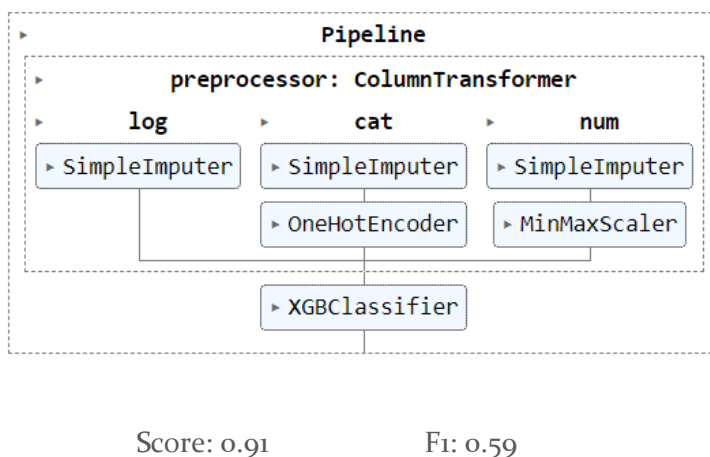 Pipeline
preprocessor: ColumnTransformer
log cat num
SimpleImputer SimpleImputer SimpleImputer
OneHotEncoder MinMaxScaler
XGBClassifier
Score: 0.91 F1: 0.59